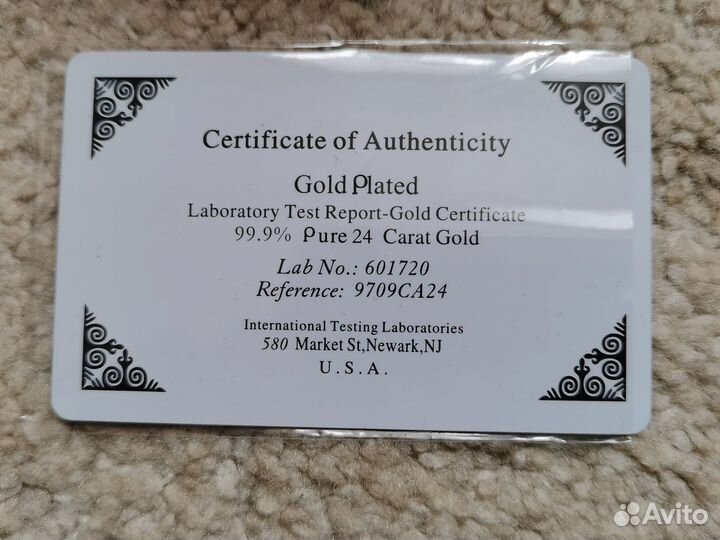 Certificate of Authenticity
Gold Plated
Laboratory Test Report-Gold Certificate
99.9% Pure 24 Carat Gold
Lab No.: 601720
Reference: 9709CA24
International Testing Laboratories
580 Market St,Newark,NJ
U.S.A.
Avito